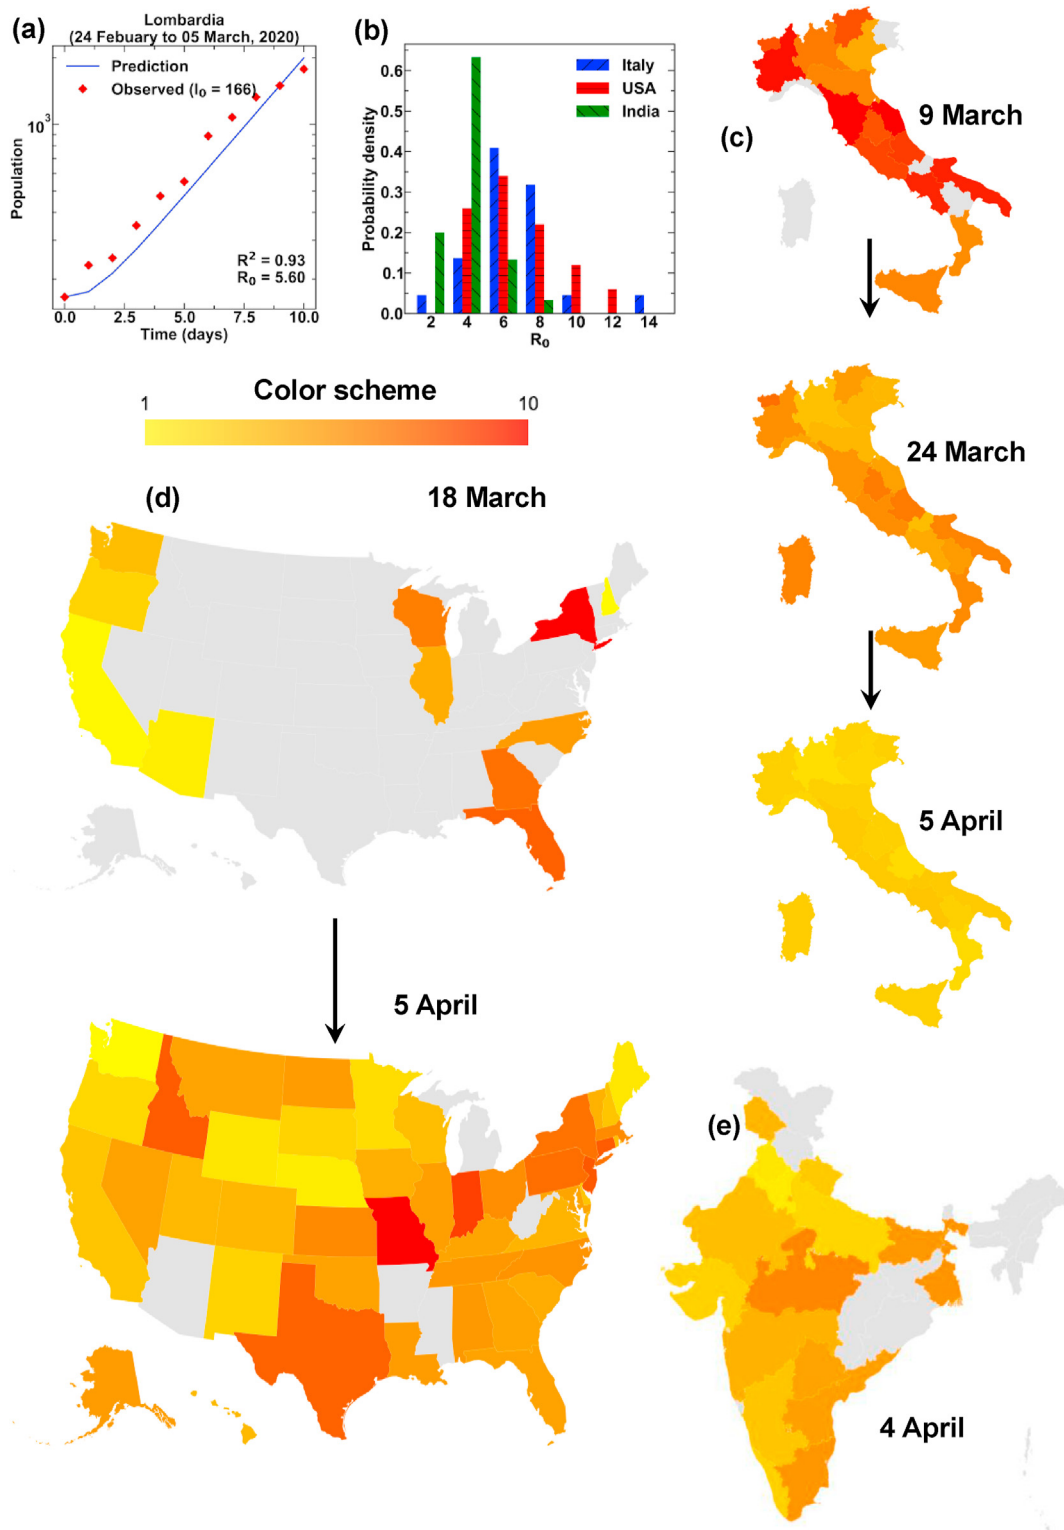 (a)
Lombardia
(24 Febuary to 05 March, 2020)
Prediction
Observed (I0 = 166)
10^3
Population
R^2 = 0.93
R0 = 5.60
0.0 2.5 5.0 7.5 10.0
Time (days)
(b)
Italy
USA
India
0.6
0.5
0.4
0.3
0.2
0.1
0.0
Probability density
2 4 6 8 10 12 14
R0
(c)
9 March
24 March
5 April
Color scheme
1 10
(d)
18 March
5 April
(e)
4 April